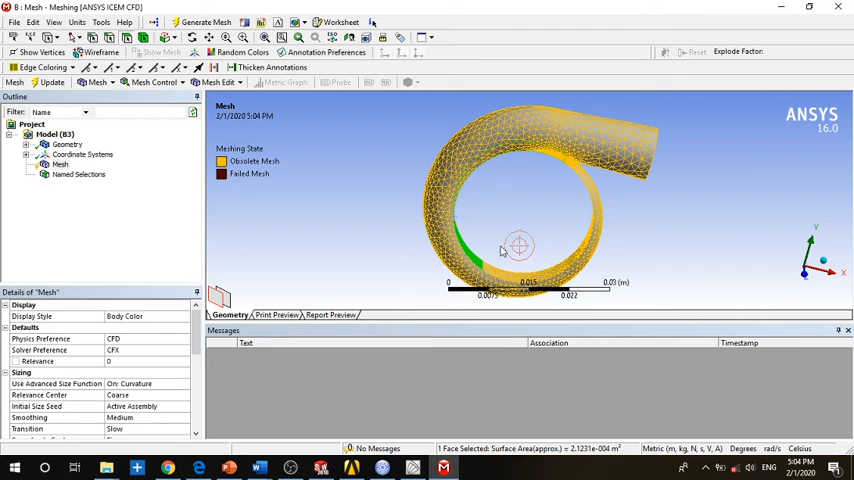 B : Mesh - Meshing [ANSYS ICEM CFD]
File Edit View Units Tools Help Generate Mesh Worksheet
Show Vertices Wireframe Show Mesh Random Colors Annotation Preferences Reset Explode Factor:
Edge Coloring Thicken Annotations
Mesh Update Mesh Mesh Control Mesh Edit Metric Graph Probe
Outline
Filter: Name
Project
Model (B3)
Geometry
Coordinate Systems
Mesh
Named Selections
Details of "Mesh"
Display
Display Style Body Color
Defaults
Physics Preference CFD
Solver Preference CFX
Relevance 0
Sizing
Use Advanced Size Function On: Curvature
Relevance Center Coarse
Initial Size Seed Active Assembly
Smoothing Medium
Transition Slow
Mesh
2/1/2020 5:04 PM
Meshing State
Obsolete Mesh
Failed Mesh
ANSYS
16.0
Y
X
0 0.015 0.03 (m)
0.0075 0.022
Geometry Print Preview Report Preview
Messages
Text Association Timestamp
No Messages 1 Face Selected: Surface Area(approx.) = 2.1231e-004 m² Metric (m, kg, N, s, V, A) Degrees rad/s Celsius
ENG 5:04 PM
2/1/2020